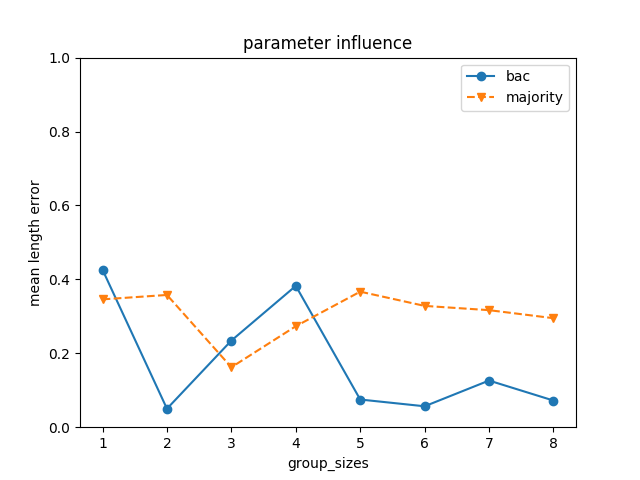 parameter influence
bac
majority
mean length error
1.0
0.8
0.6
0.4
0.2
0.0
1 2 3 4 5 6 7 8
group_sizes